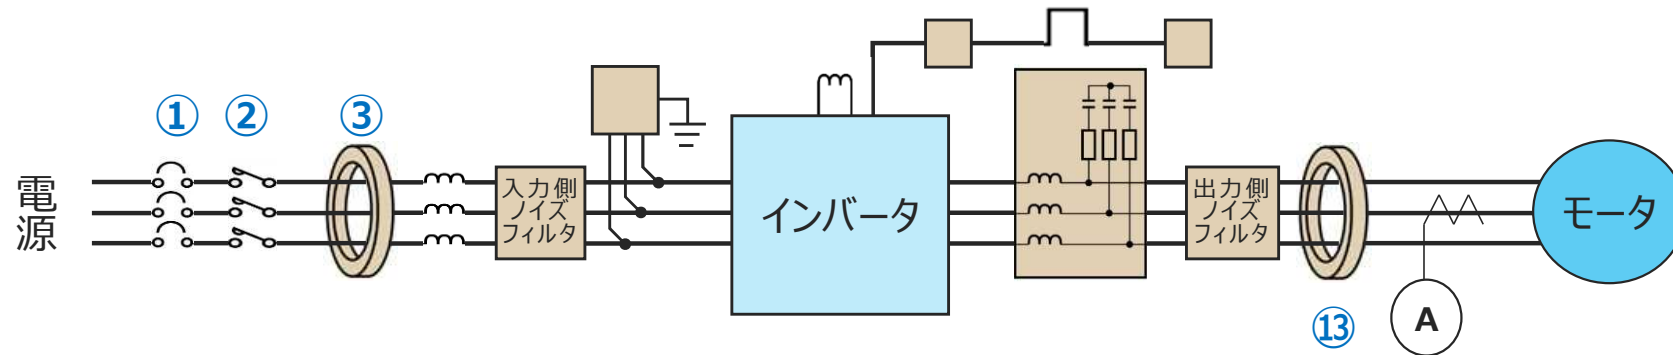 ①
②
③
電源
入力側
ノイズ
フィルタ
インバータ
出力側
ノイズ
フィルタ
⑬
A
モータ